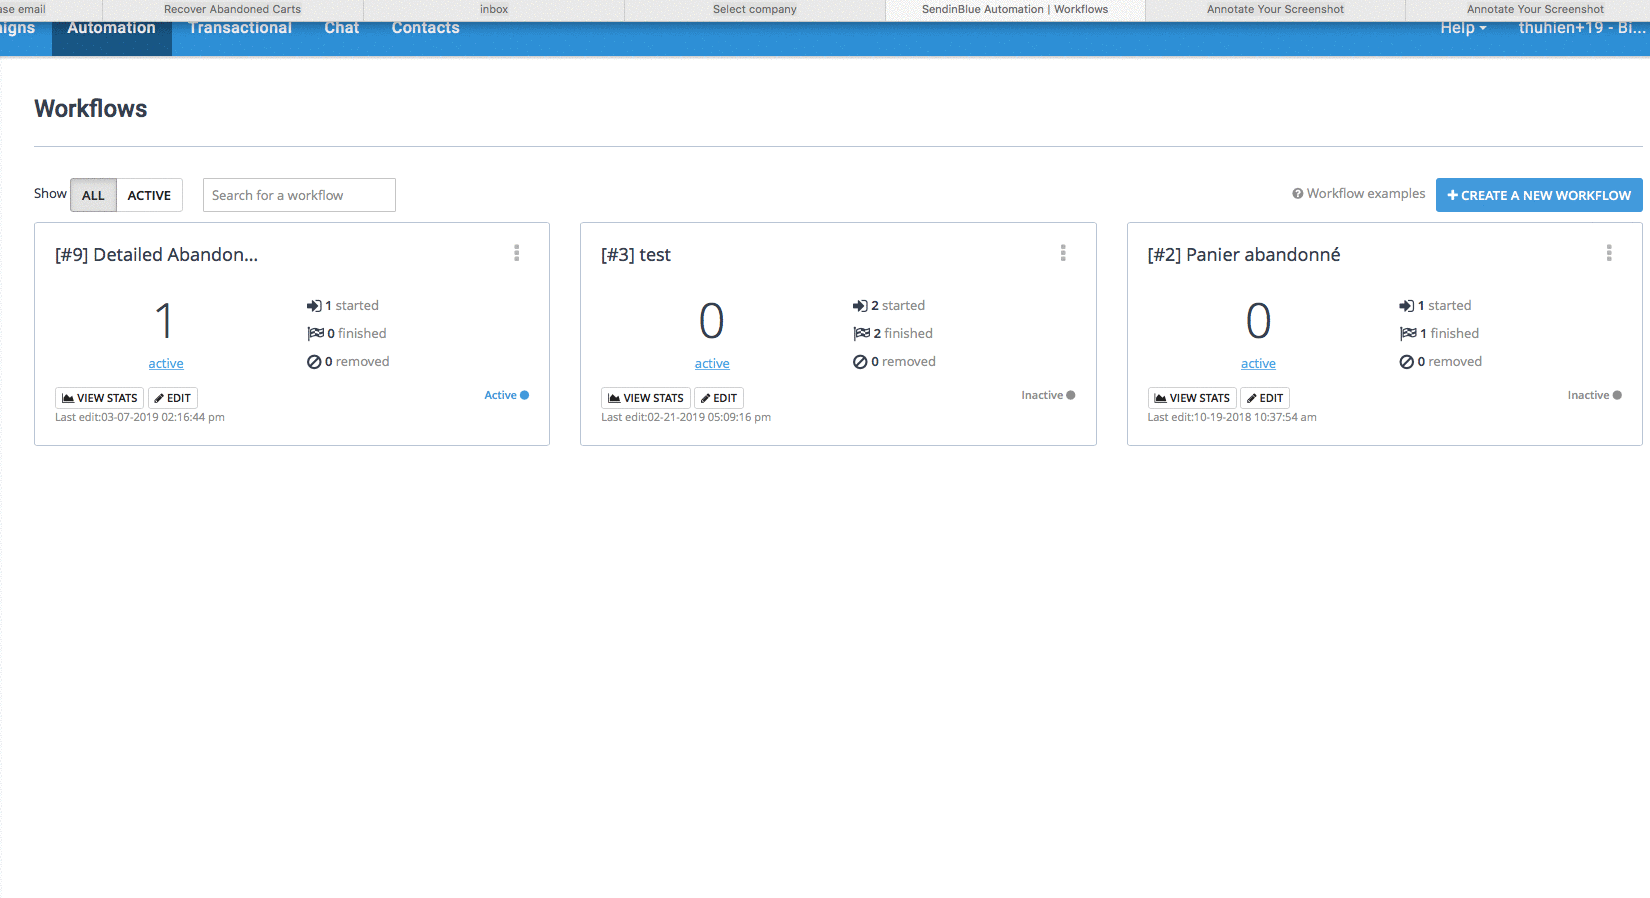 ase email Recover Abandoned Carts inbox Select company SendinBlue Automation | Workflows Annotate Your Screenshot Annotate Your Screenshot
aigns Automation Transactional Chat Contacts Help thuhien+19 - Bi...
Workflows
Show ALL ACTIVE Search for a workflow Workflow examples + CREATE A NEW WORKFLOW
[#9] Detailed Abandon...
1
active
1 started
0 finished
0 removed
VIEW STATS EDIT Active
Last edit:03-07-2019 02:16:44 pm
[#3] test
0
active
2 started
2 finished
0 removed
VIEW STATS EDIT Inactive
Last edit:02-21-2019 05:09:16 pm
[#2] Panier abandonné
0
active
1 started
1 finished
0 removed
VIEW STATS EDIT Inactive
Last edit:10-19-2018 10:37:54 am